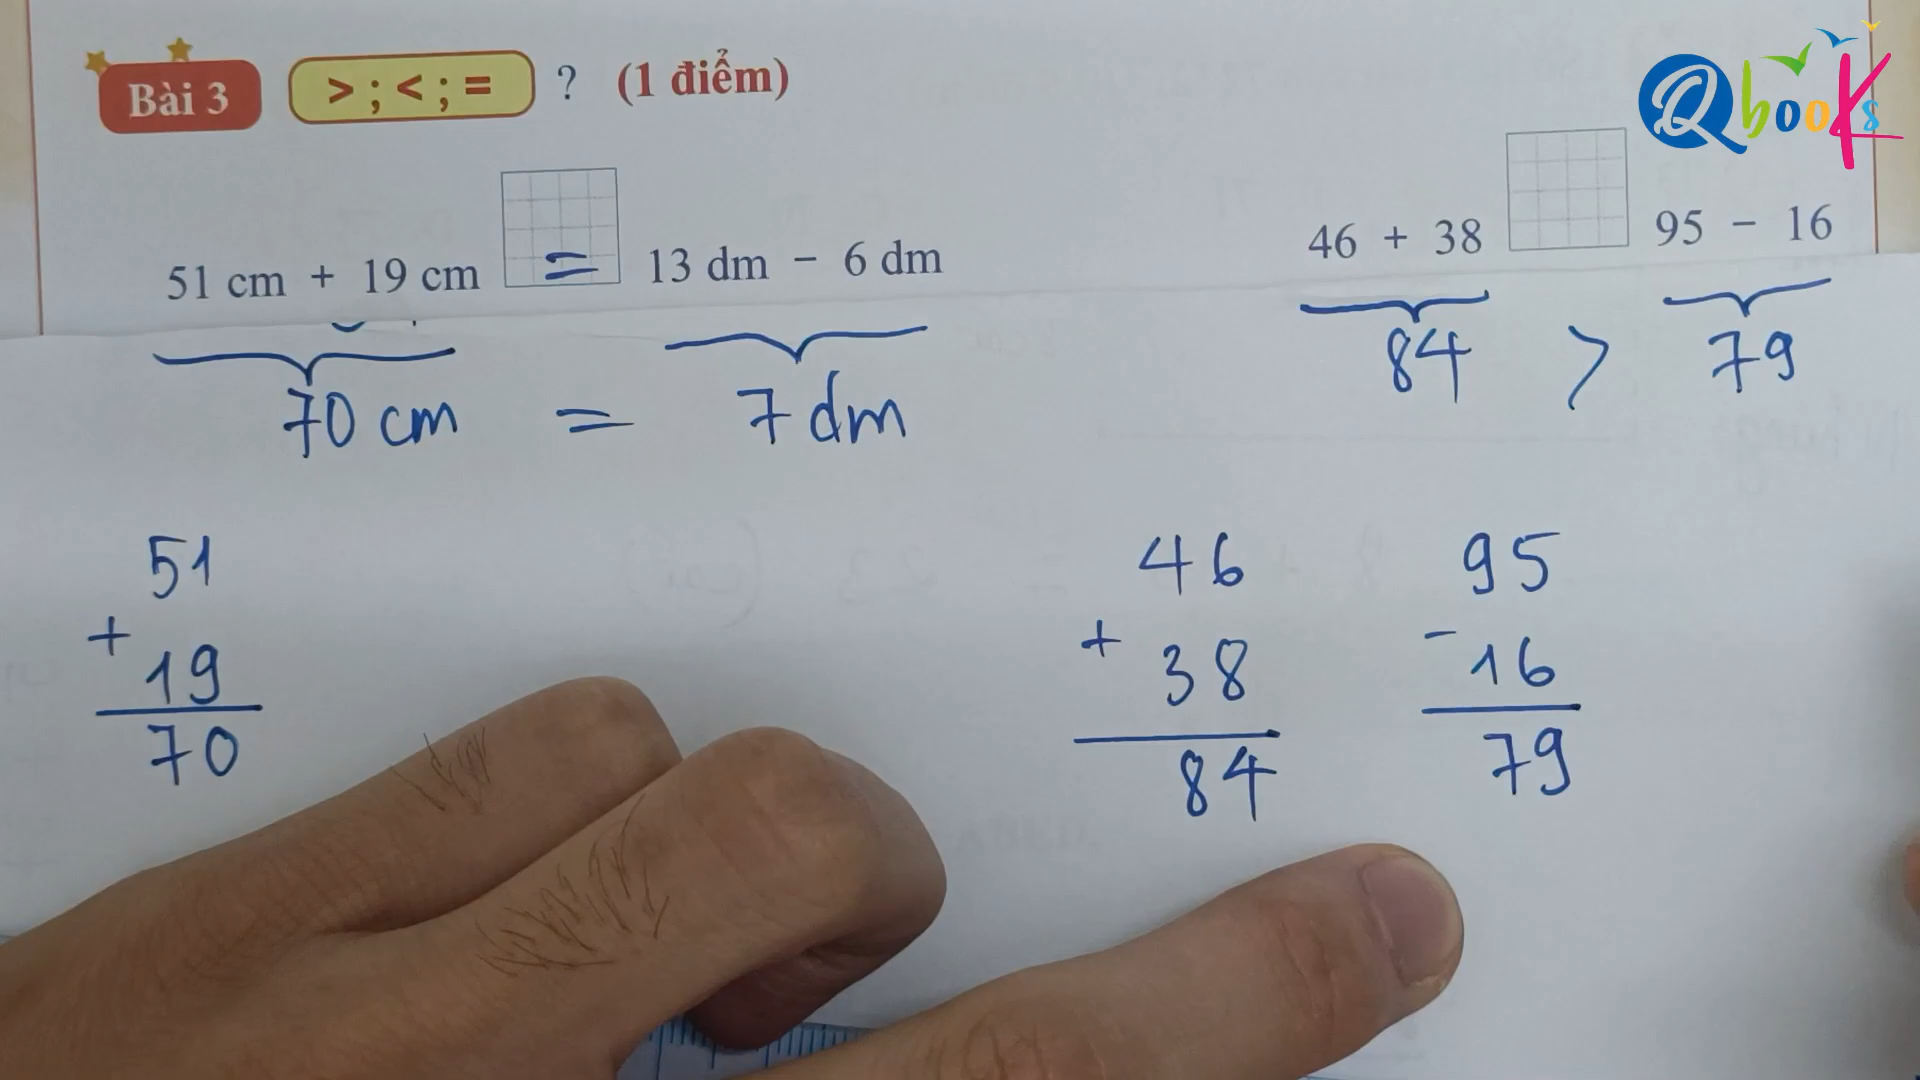 Bài 3 > ; < ; = ? (1 điểm)
Qbooks
51 cm + 19 cm = 13 dm - 6 dm
46 + 38 95 - 16
70 cm = 7 dm
84 > 79
51
+
19
70
46
+
38
84
95
-
16
79